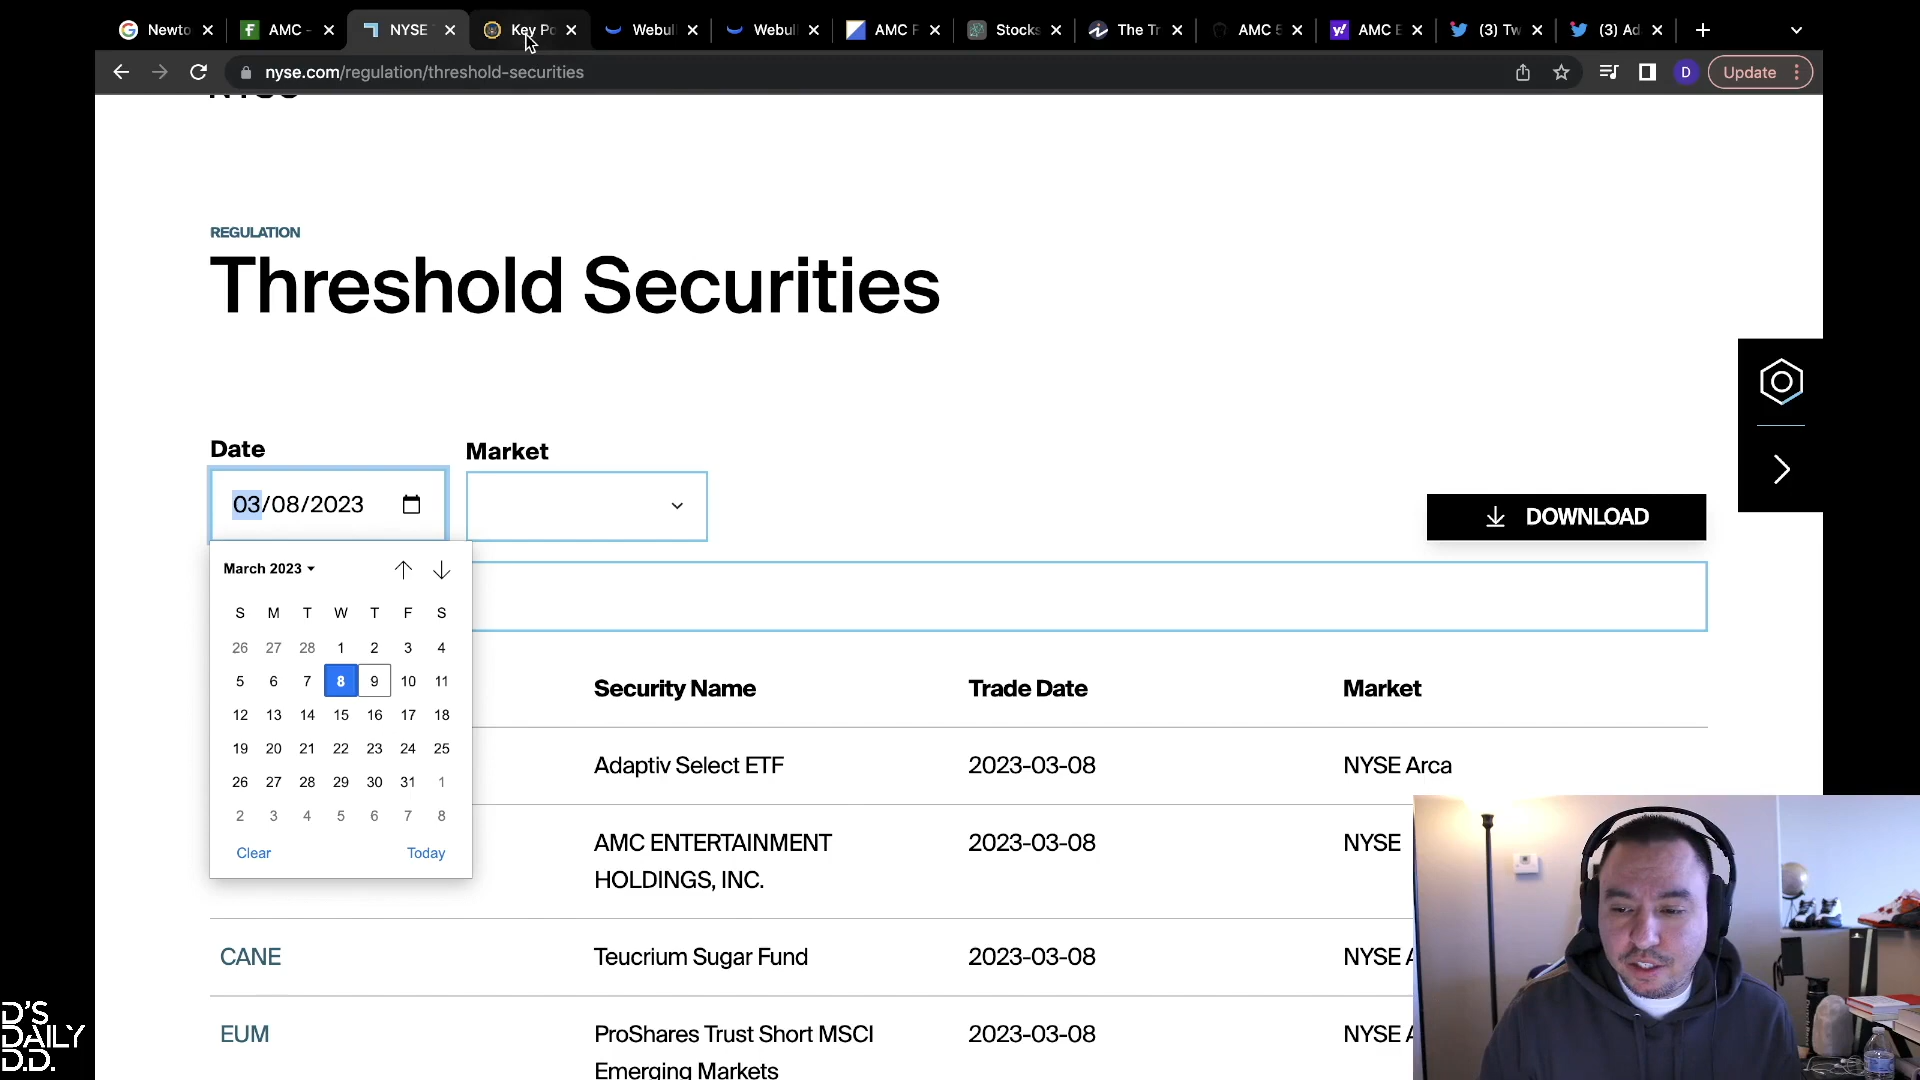 Newto
AMC -
NYSE
Key Po
Webull
Webull
AMC F
Stocks
The Tr
AMC 5
AMC E
(3) Tw
(3) Ad
nyse.com/regulation/threshold-securities
D
Update
REGULATION
Threshold Securities
Date
Market
03/08/2023
DOWNLOAD
March 2023
S M T W T F S
26 27 28 1 2 3 4
5 6 7 8 9 10 11
12 13 14 15 16 17 18
19 20 21 22 23 24 25
26 27 28 29 30 31 1
2 3 4 5 6 7 8
Clear Today
Security Name Trade Date Market
Adaptiv Select ETF 2023-03-08 NYSE Arca
AMC ENTERTAINMENT 2023-03-08 NYSE
HOLDINGS, INC.
CANE Teucrium Sugar Fund 2023-03-08 NYSE A
EUM ProShares Trust Short MSCI 2023-03-08 NYSE A
Emerging Markets
D'S
DAILY
D.D.